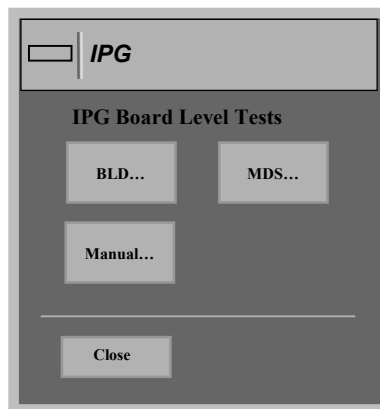 IPG
IPG Board Level Tests
BLD… MDS…
Manual…
Close